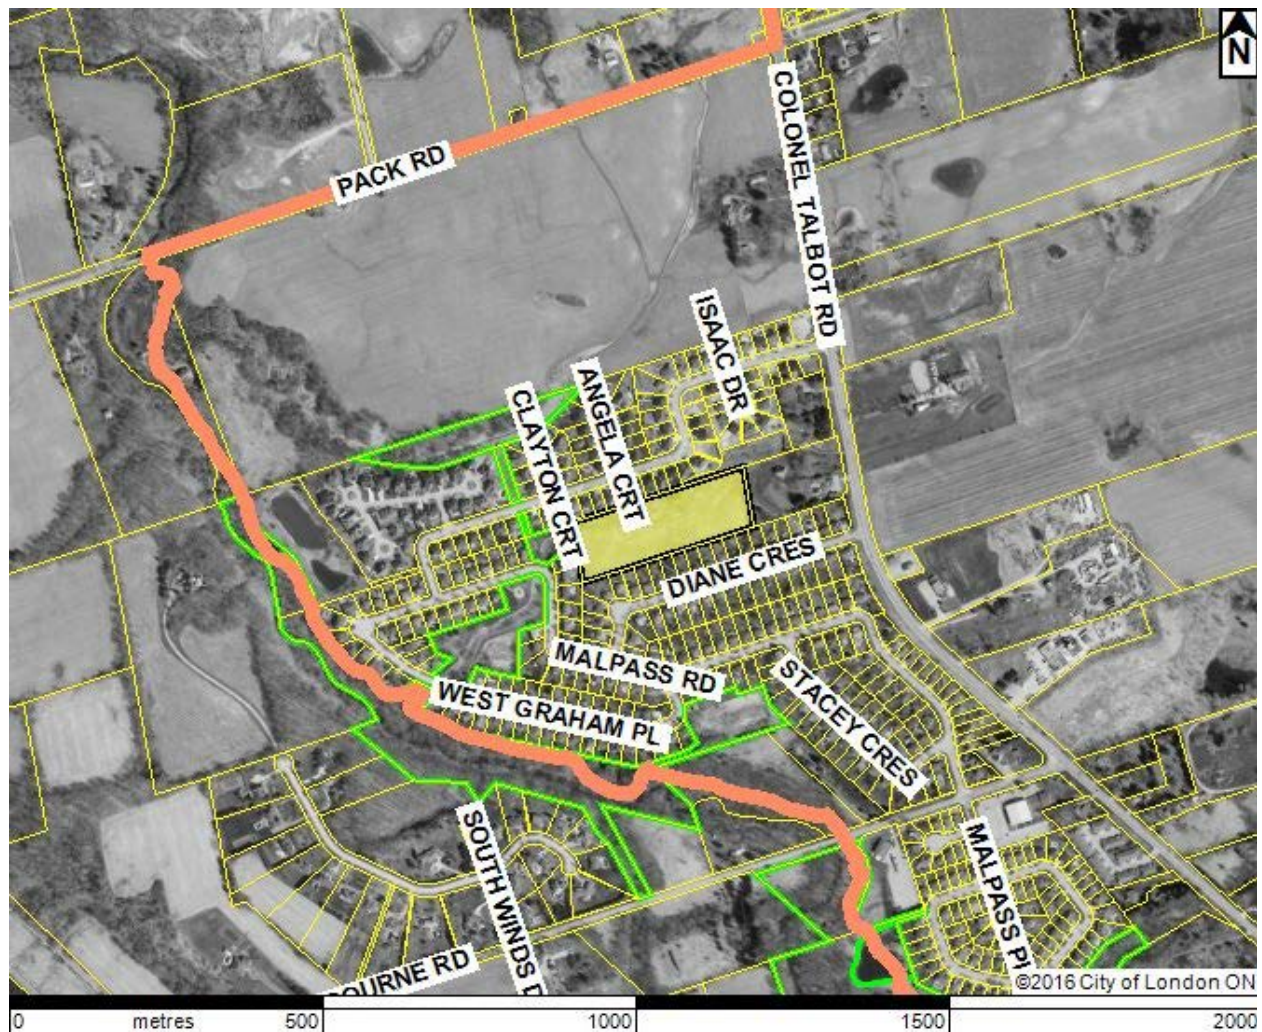 N
PACK RD
COLONEL TALBOT RD
ISAAC DR
ANGELA CRT
CLAYTON CRT
DIANE CRES
MALPASS RD
WEST GRAHAM PL
STACEY CRES
SOUTH WINDS D
MALPASS
OURNE RD
©2016 City of London ON
0 metres 500 1000 1500 2000